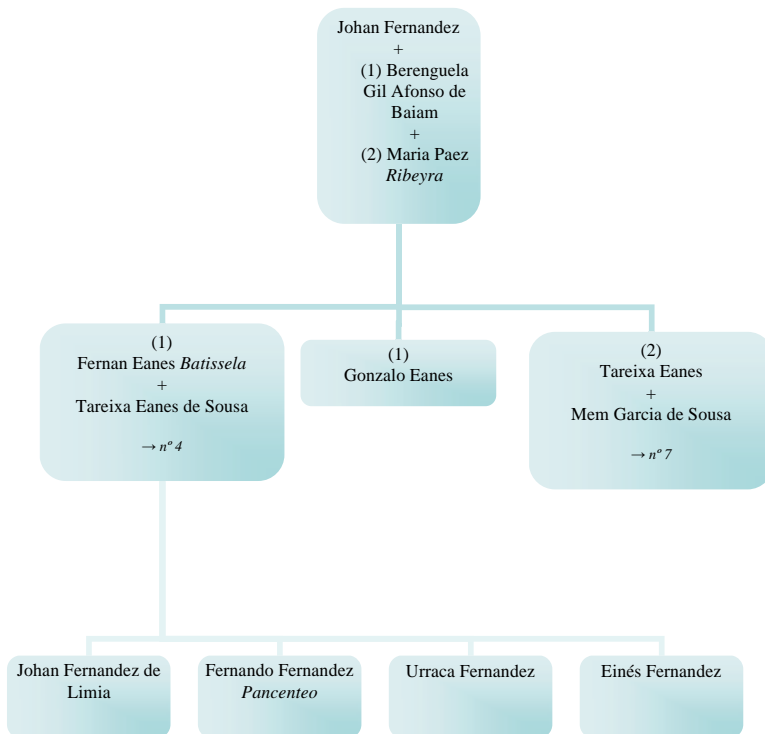 Johan Fernandez
+
(1) Berenguela
Gil Afonso de
Baiam
+
(2) Maria Paez
Ribeyra
(1)
Fernan Eanes Batissela
+
Tareixa Eanes de Sousa
→ nº 4
(1)
Gonzalo Eanes
(2)
Tareixa Eanes
+
Mem Garcia de Sousa
→ nº 7
Johan Fernandez de
Limia
Fernando Fernandez
Pancenteo
Urraca Fernandez
Einés Fernandez